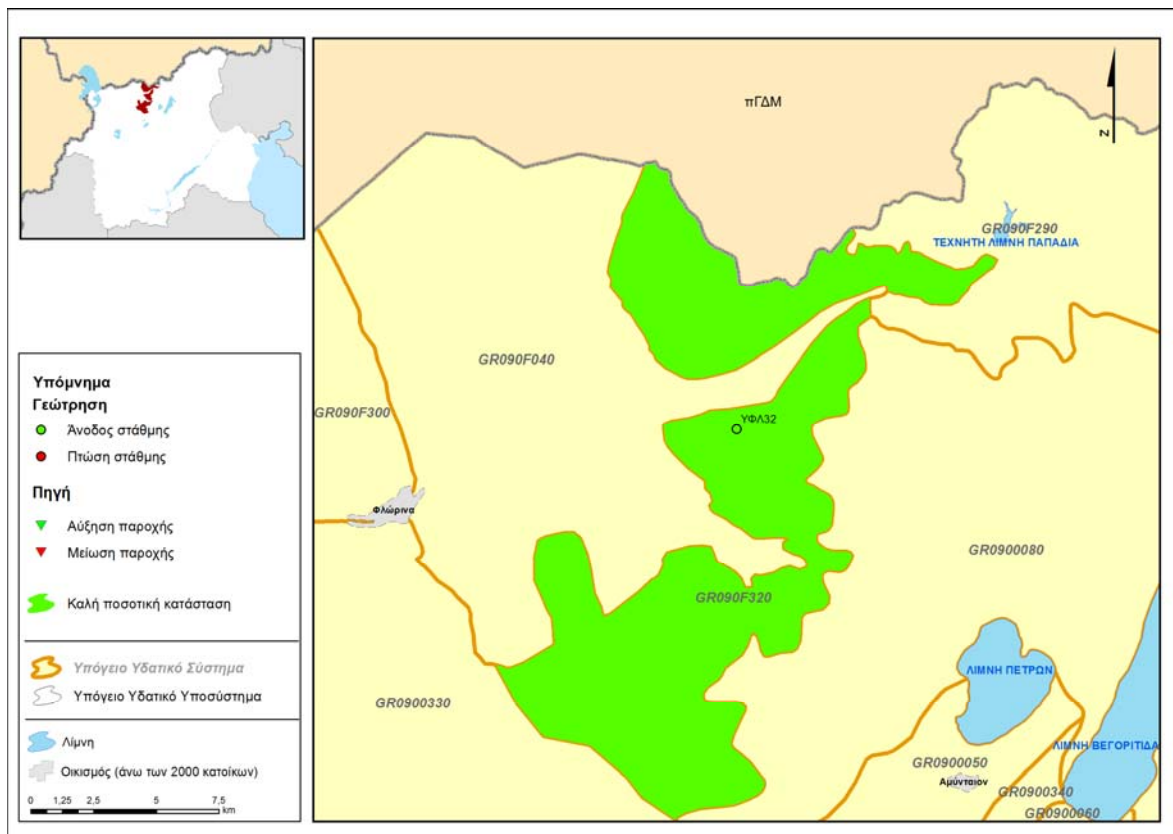 πΓΔΜ
N
GR090F290
ΤΕΧΝΗΤΗ ΛΙΜΝΗ ΠΑΠΑΔΙΑ
GR090F040
GR090F300
ΥΦΛ32
Φλώρινα
GR0900080
GR090F320
ΛΙΜΝΗ ΠΕΤΡΩΝ
GR0900330
ΛΙΜΝΗ ΒΕΓΟΡΙΤΙΔΑ
GR0900050
Αμύνταιον
GR0900340
GR0900060
Υπόμνημα
Γεώτρηση
Άνοδος στάθμης
Πτώση στάθμης
Πηγή
Αύξηση παροχής
Μείωση παροχής
Καλή ποσοτική κατάσταση
Υπόγειο Υδατικό Σύστημα
Υπόγειο Υδατικό Υποσύστημα
Λίμνη
Οικισμός (άνω των 2000 κατοίκων)
0 1,25 2,5 5 7,5
km